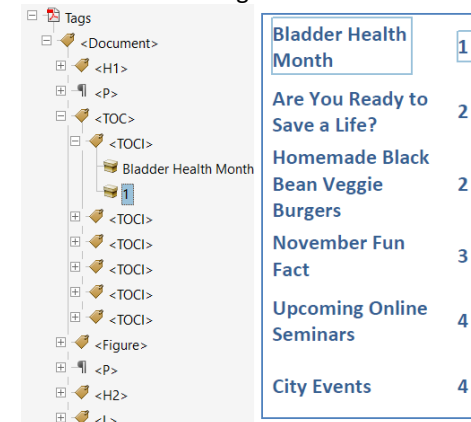 Tags
<Document>
<H1>
<P>
<TOC>
<TOCI>
Bladder Health Month
1
<TOCI>
<TOCI>
<TOCI>
<TOCI>
<TOCI>
<Figure>
<P>
<H2>
<L>
Bladder Health
Month 1
Are You Ready to
Save a Life? 2
Homemade Black
Bean Veggie 2
Burgers
November Fun
Fact 3
Upcoming Online
Seminars 4
City Events 4